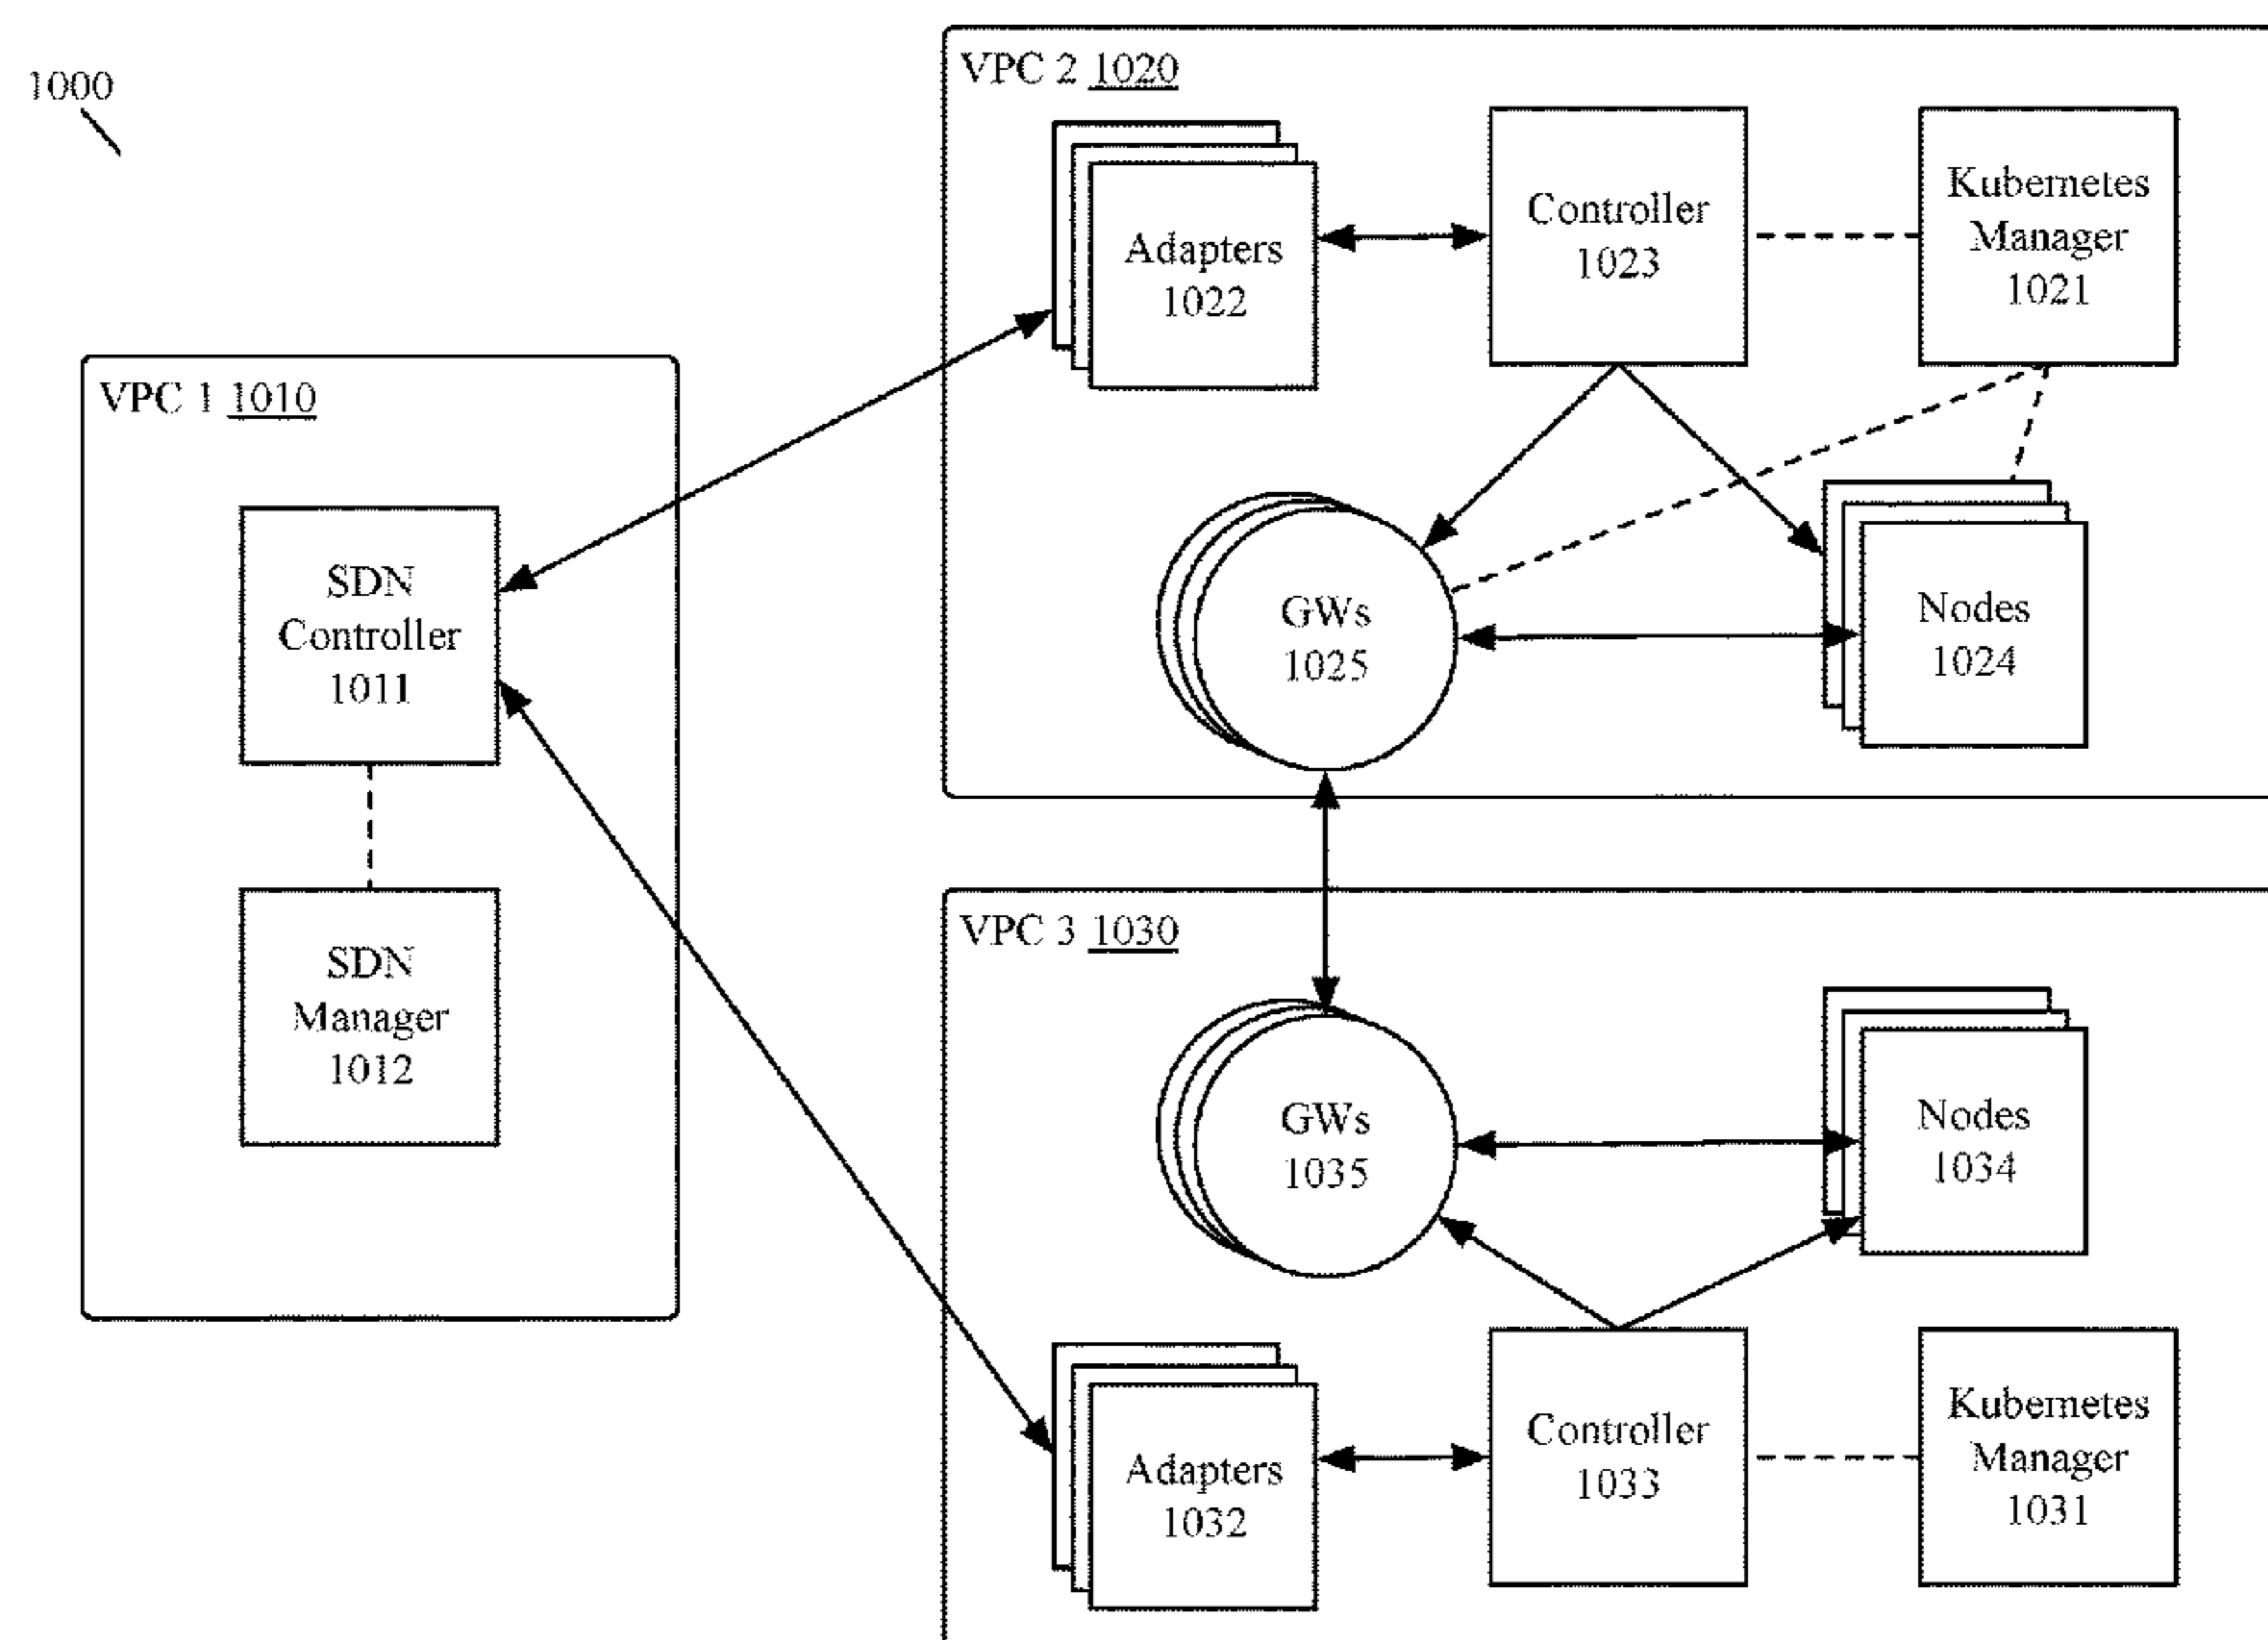 1000
VPC 1 1010
SDN
Controller
1011
SDN
Manager
1012
VPC 2 1020
Adapters
1022
Controller
1023
Kubernetes
Manager
1021
GWs
1025
Nodes
1024
VPC 3 1030
GWs
1035
Nodes
1034
Adapters
1032
Controller
1033
Kubernetes
Manager
1031